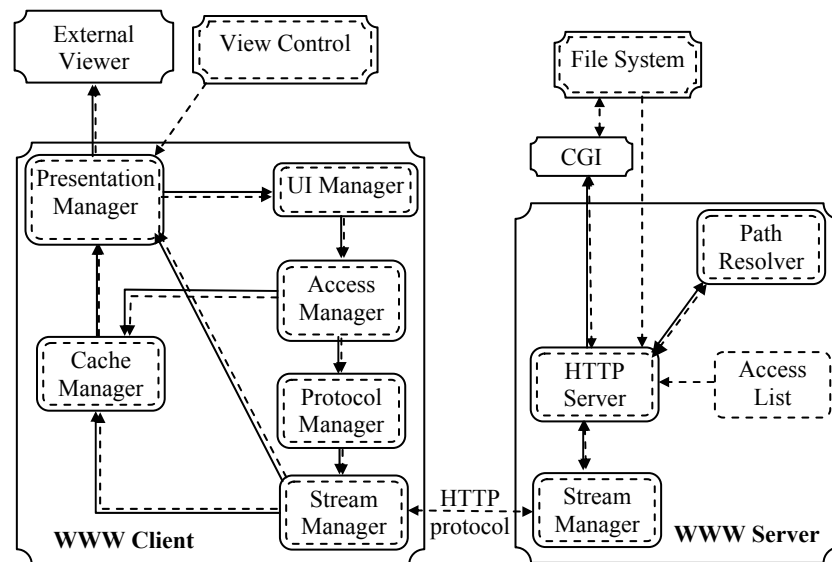 External
Viewer
View Control
File System
CGI
Presentation
Manager
UI Manager
Path
Resolver
Access
Manager
Cache
Manager
HTTP
Server
Access
List
Protocol
Manager
Stream
Manager
HTTP
protocol
Stream
Manager
WWW Client
WWW Server